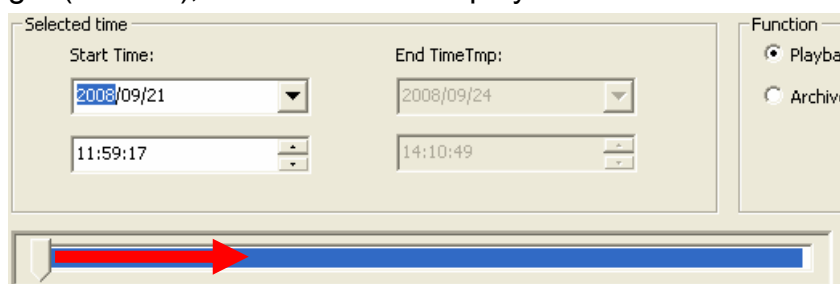 Selected time
Function
Start Time:
End TimeTmp:
2008/09/21
2008/09/24
11:59:17
14:10:49